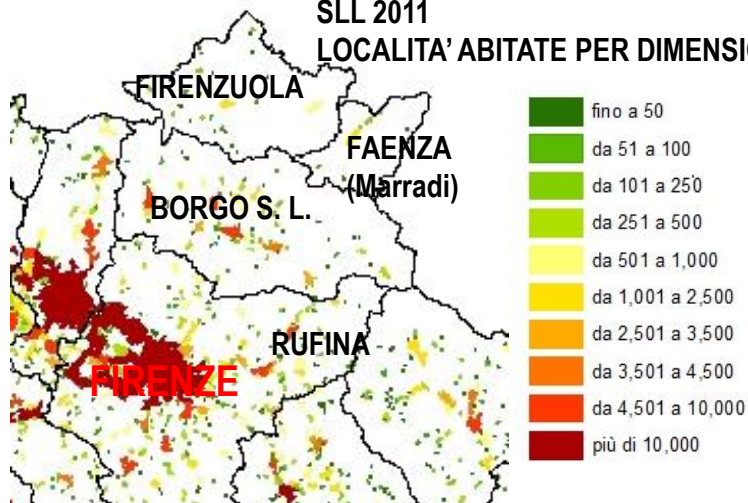 SLL 2011
LOCALITA' ABITATE PER DIMENSIO
FIRENZUOLA
FAENZA
(Marradi)
BORGO S. L.
RUFINA
FIRENZE
fino a 50
da 51 a 100
da 101 a 250
da 251 a 500
da 501 a 1,000
da 1,001 a 2,500
da 2,501 a 3,500
da 3,501 a 4,500
da 4,501 a 10,000
più di 10,000